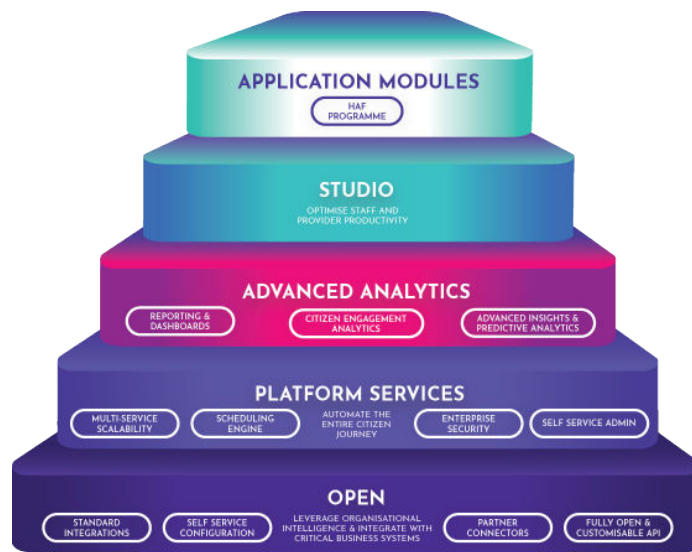 APPLICATION MODULES
HAF
PROGRAMME
STUDIO
OPTIMISE STAFF AND
PROVIDER PRODUCTIVITY
ADVANCED ANALYTICS
REPORTING &
DASHBOARDS
CITIZEN ENGAGEMENT
ANALYTICS
ADVANCED INSIGHTS &
PREDICTIVE ANALYTICS
PLATFORM SERVICES
MULTI-SERVICE
SCALABILITY
SCHEDULING
ENGINE
AUTOMATE THE
ENTIRE CITIZEN
JOURNEY
ENTERPRISE
SECURITY
SELF SERVICE ADMIN
OPEN
STANDARD
INTEGRATIONS
SELF SERVICE
CONFIGURATION
LEVERAGE ORGANISATIONAL
INTELLIGENCE & INTEGRATE WITH
CRITICAL BUSINESS SYSTEMS
PARTNER
CONNECTORS
FULLY OPEN &
CUSTOMISABLE API